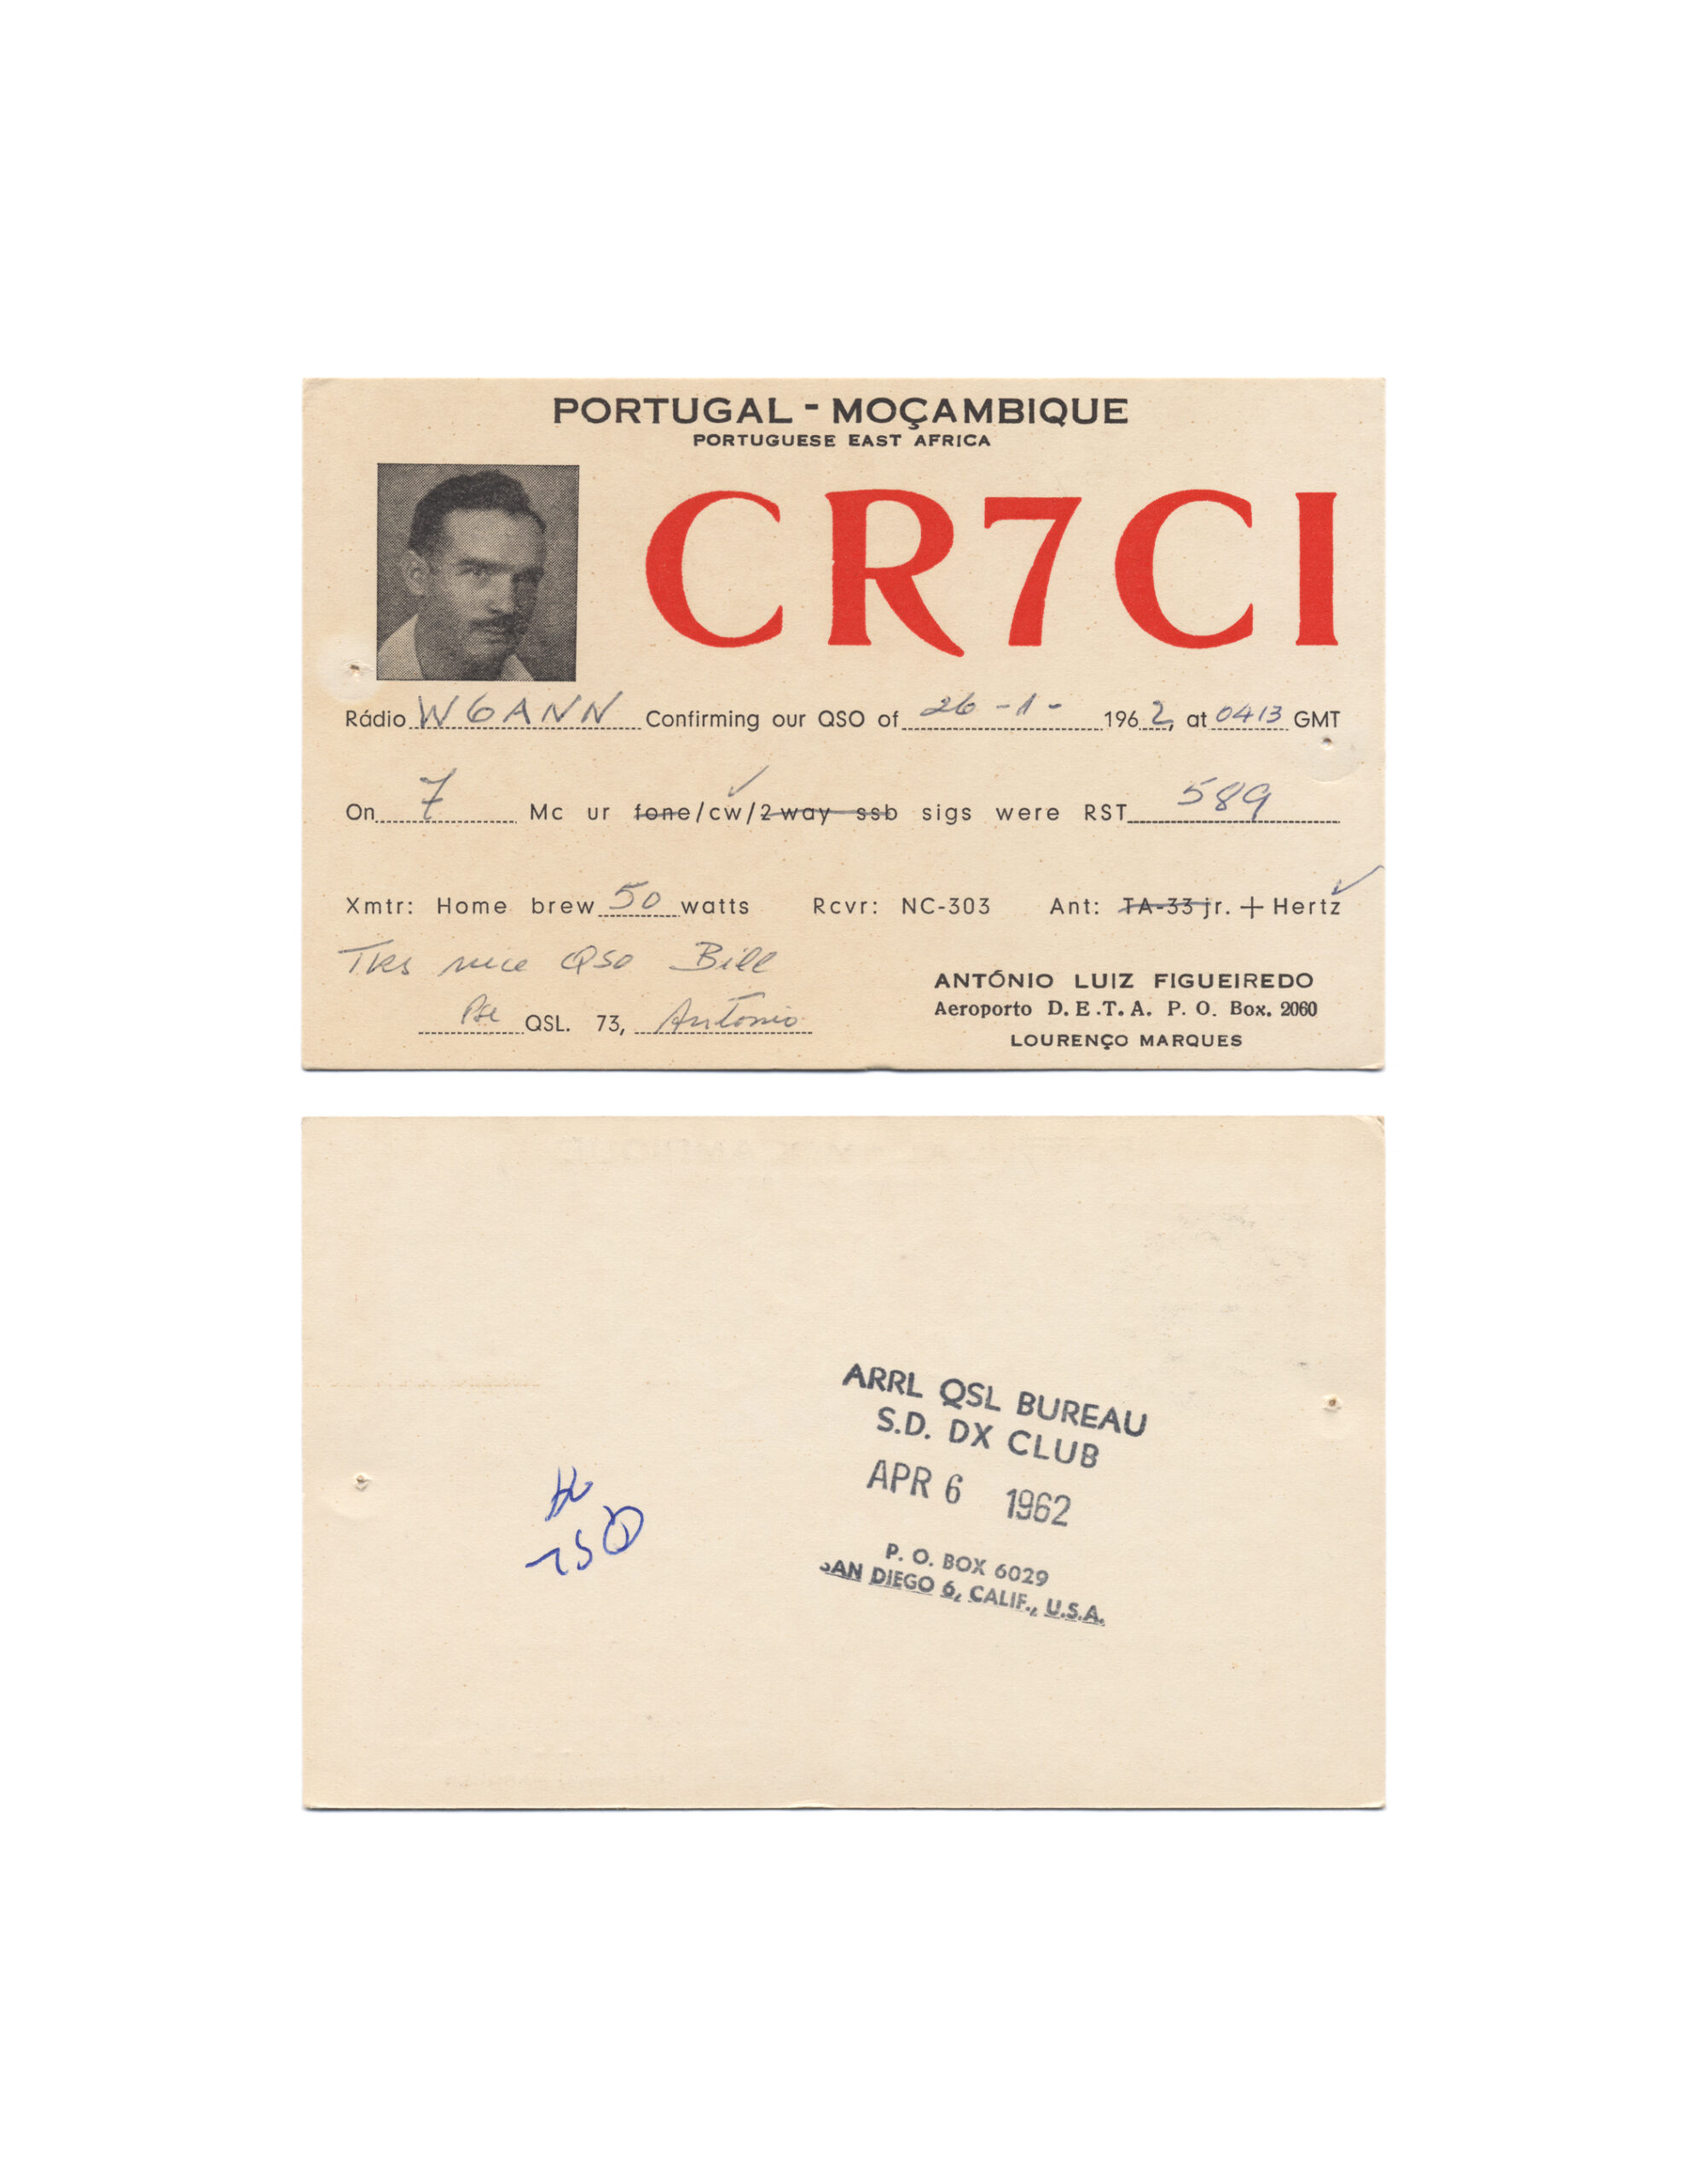 PORTUGAL - MOÇAMBIQUE
PORTUGUESE EAST AFRICA
CR7CI
Rádio W6ANN Confirming our QSO of 26-1- 1962, at 0413 GMT
On 7 Mc ur fone/cw/2 way ssb sigs were RST 589
Xmtr: Home brew 50 watts Rcvr: NC-303 Ant: TA-33 jr. + Hertz
Tks nice QSO Bill
Pse QSL. 73, Antonio
ANTÓNIO LUIZ FIGUEIREDO
Aeroporto D.E.T.A. P. O. Box. 2060
LOURENÇO MARQUES
ARRL QSL BUREAU
S.D. DX CLUB
APR 6 1962
P. O. BOX 6029
SAN DIEGO 6, CALIF., U.S.A.